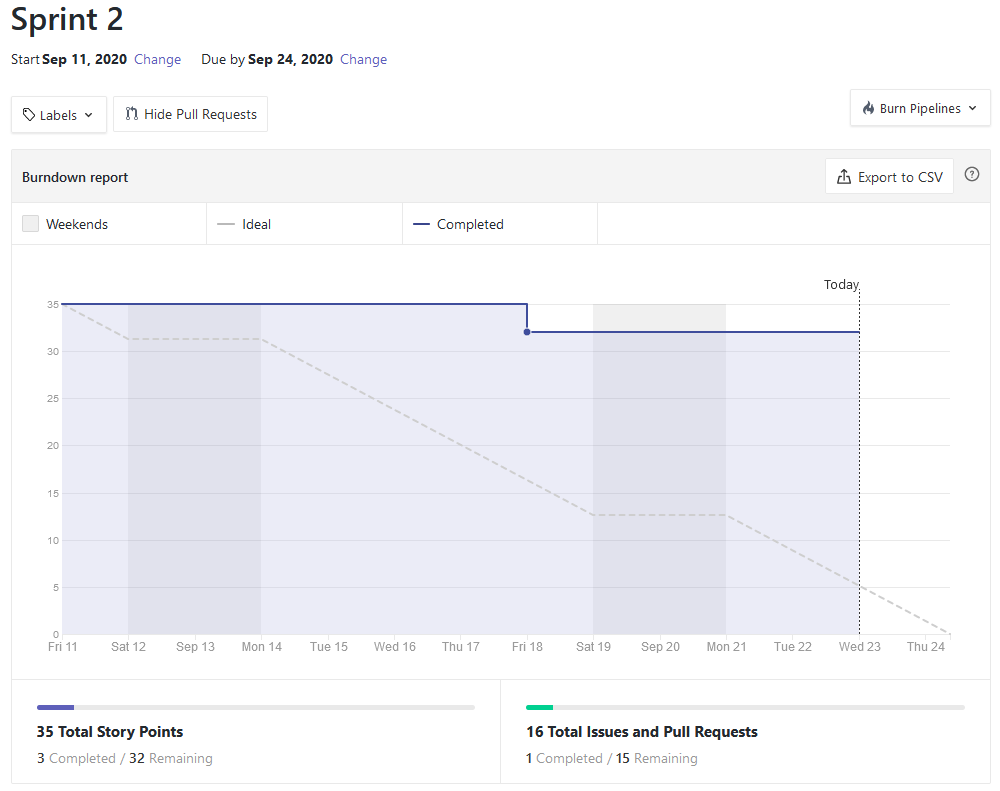 Sprint 2
Start Sep 11, 2020 Change Due by Sep 24, 2020 Change
Labels Hide Pull Requests Burn Pipelines
Burndown report Export to CSV ?
Weekends Ideal Completed
Today
35
30
25
20
15
10
5
0
Fri 11 Sat 12 Sep 13 Mon 14 Tue 15 Wed 16 Thu 17 Fri 18 Sat 19 Sep 20 Mon 21 Tue 22 Wed 23 Thu 24
35 Total Story Points
3 Completed / 32 Remaining
16 Total Issues and Pull Requests
1 Completed / 15 Remaining